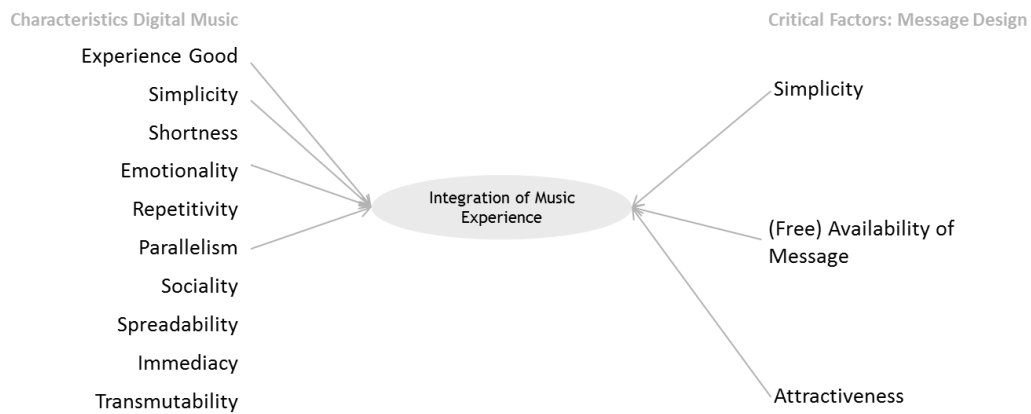 Characteristics Digital Music
Experience Good
Simplicity
Shortness
Emotionality
Repetitivity
Parallelism
Sociality
Spreadability
Immediacy
Transmutability
Integration of Music
Experience
Critical Factors: Message Design
Simplicity
(Free) Availability of
Message
Attractiveness